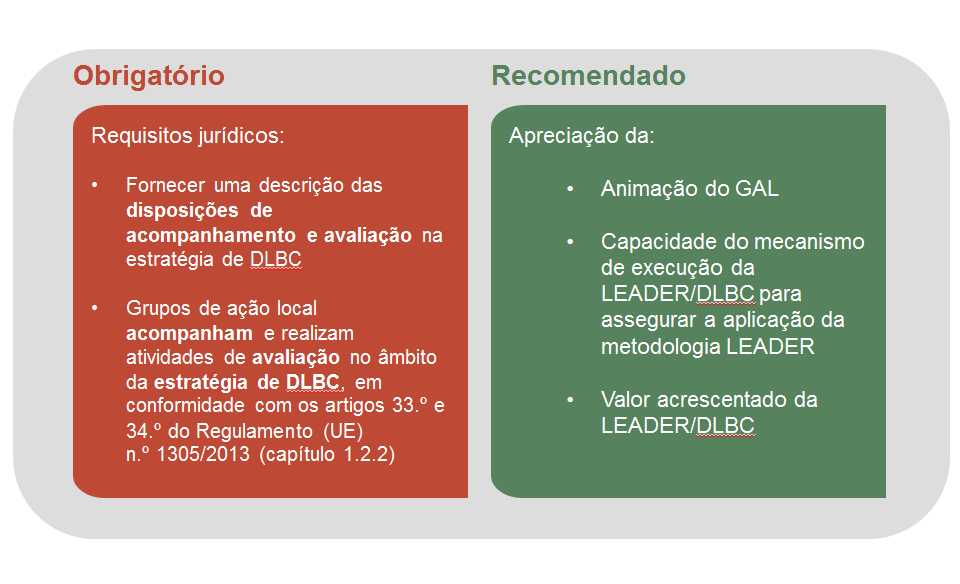 Obrigatório
Requisitos jurídicos:
• Fornecer uma descrição das
disposições de
acompanhamento e avaliação na
estratégia de DLBC
• Grupos de ação local
acompanham e realizam
atividades de avaliação no âmbito
da estratégia de DLBC, em
conformidade com os artigos 33.º e
34.º do Regulamento (UE)
n.º 1305/2013 (capítulo 1.2.2)
Recomendado
Apreciação da:
• Animação do GAL
• Capacidade do mecanismo
de execução da
LEADER/DLBC para
assegurar a aplicação da
metodologia LEADER
• Valor acrescentado da
LEADER/DLBC